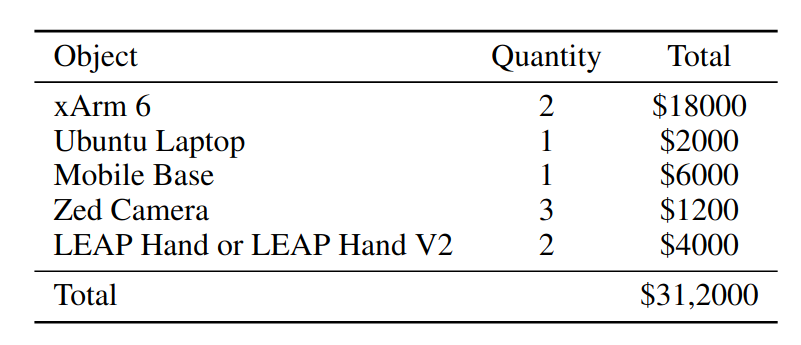 Object Quantity Total
xArm 6 2 $18000
Ubuntu Laptop 1 $2000
Mobile Base 1 $6000
Zed Camera 3 $1200
LEAP Hand or LEAP Hand V2 2 $4000
Total $31,2000